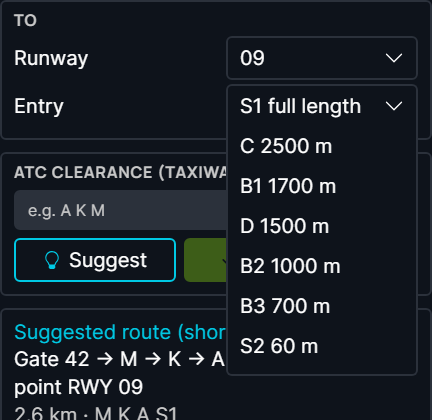 TO
Runway
09
Entry
S1 full length
C 2500 m
B1 1700 m
D 1500 m
B2 1000 m
B3 700 m
S2 60 m
ATC CLEARANCE (TAXIWA
e.g. A K M
Suggest
Suggested route (shor
Gate 42 → M → K → A
point RWY 09
2.6 km · M K A S1